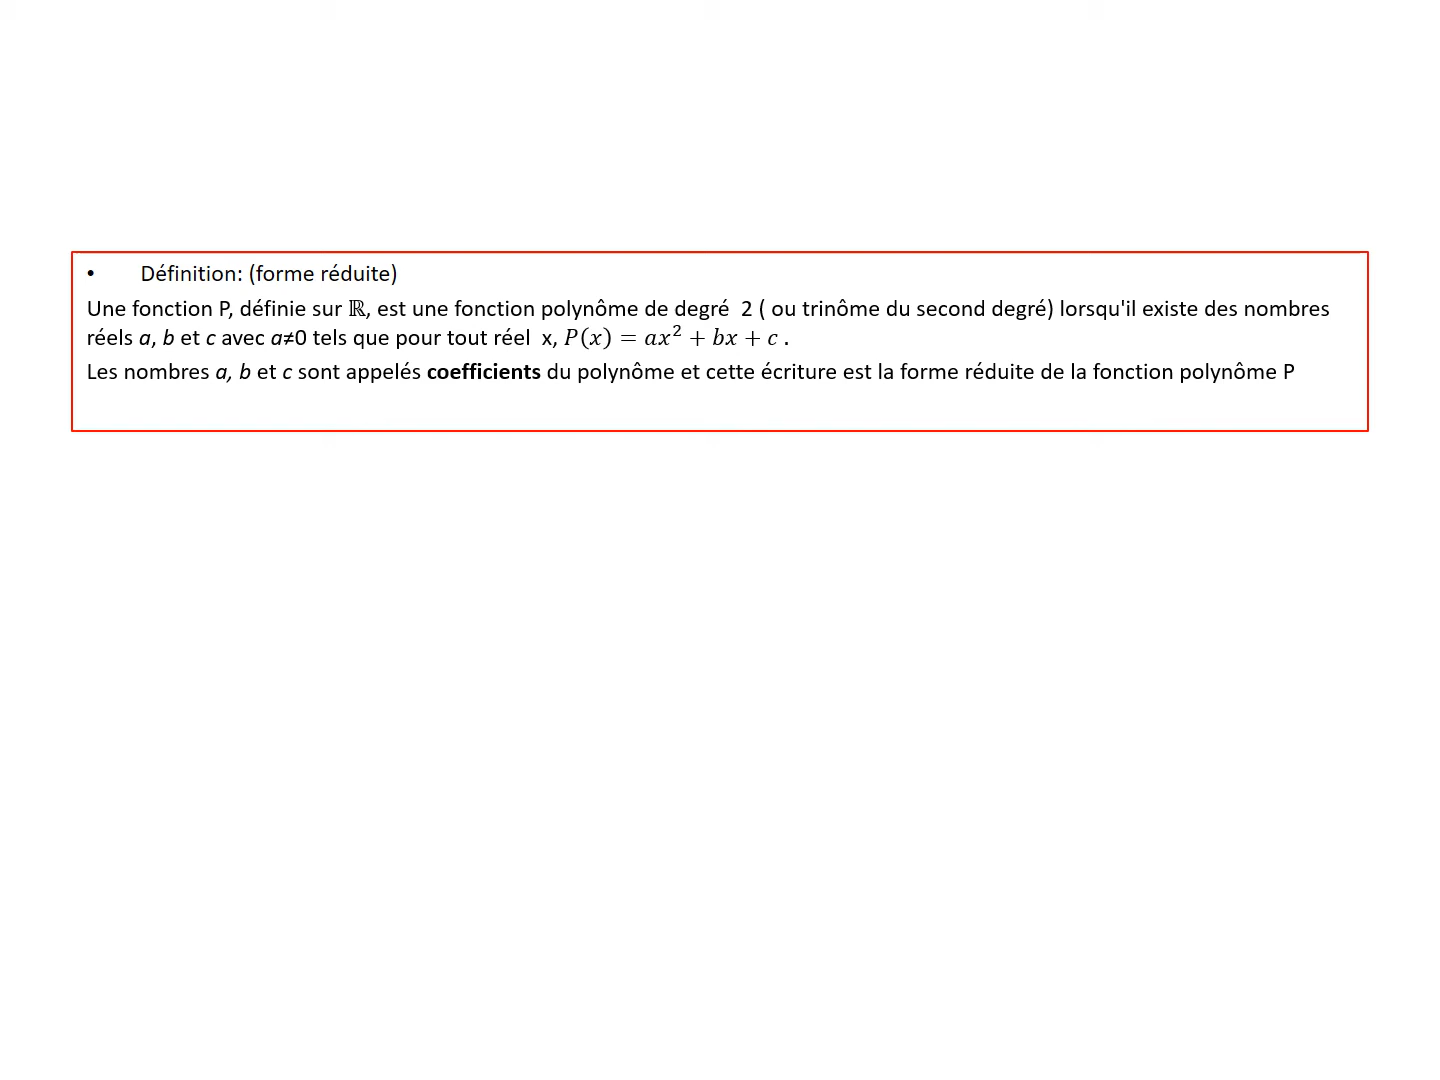 • Définition: (forme réduite)
Une fonction P, définie sur ℝ, est une fonction polynôme de degré  2 ( ou trinôme du second degré) lorsqu'il existe des nombres
réels a, b et c avec a≠0 tels que pour tout réel  x, P(x) = ax² + bx + c .
Les nombres a, b et c sont appelés coefficients du polynôme et cette écriture est la forme réduite de la fonction polynôme P